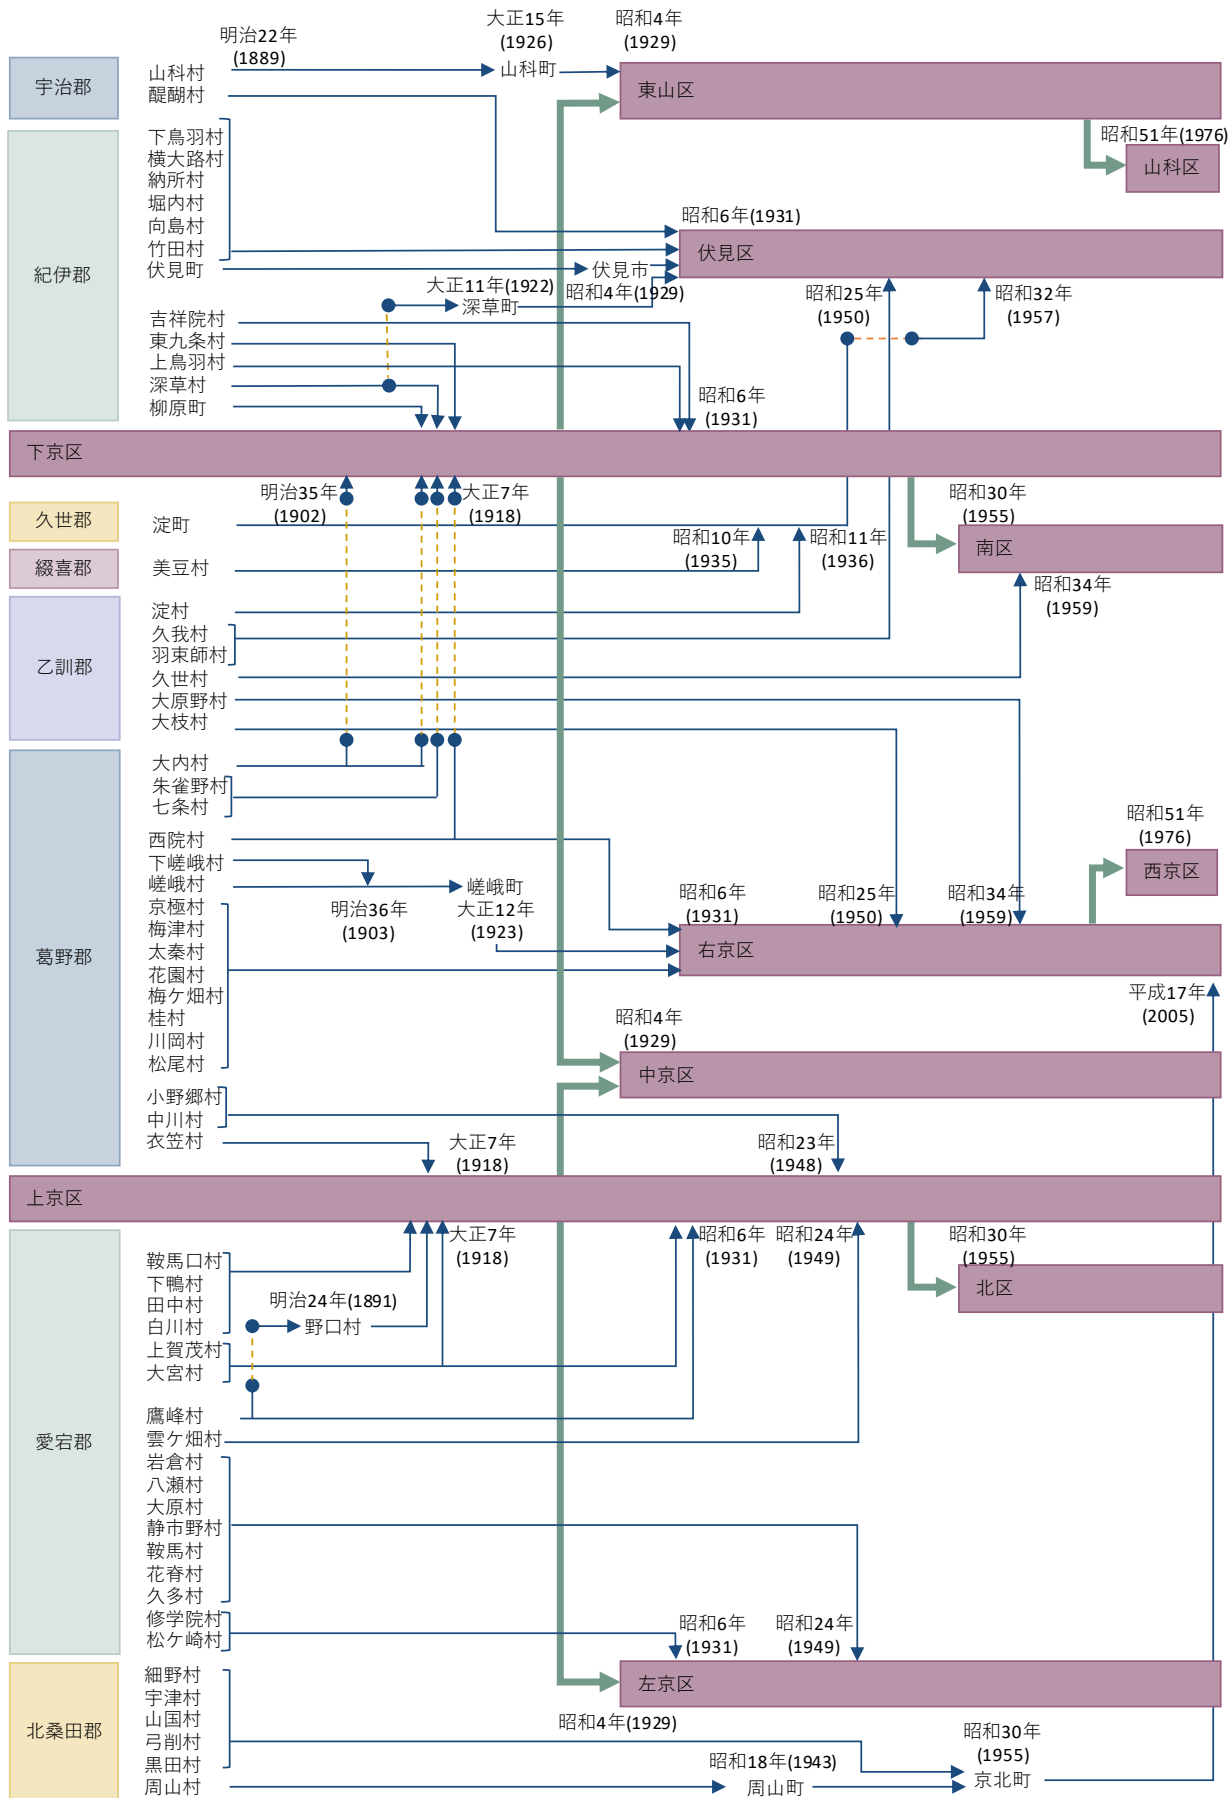 明治22年
(1889)
大正15年
(1926)
昭和4年
(1929)
宇治郡
山科村
山科町
東山区
醍醐村
昭和51年(1976)
山科区
紀伊郡
下鳥羽村
横大路村
納所村
堀内村
向島村
竹田村
伏見町
伏見市
昭和4年(1929)
昭和6年(1931)
伏見区
大正11年(1922)
深草町
昭和25年
(1950)
昭和32年
(1957)
吉祥院村
東九条村
上鳥羽村
深草村
柳原町
昭和6年
(1931)
下京区
明治35年
(1902)
大正7年
(1918)
久世郡
淀町
昭和30年
(1955)
南区
綴喜郡
美豆村
昭和10年
(1935)
昭和11年
(1936)
昭和34年
(1959)
乙訓郡
淀村
久我村
羽束師村
久世村
大原野村
大枝村
葛野郡
大内村
朱雀野村
七条村
西院村
下嵯峨村
嵯峨村
嵯峨町
明治36年
(1903)
大正12年
(1923)
京極村
梅津村
太秦村
花園村
梅ケ畑村
桂村
川岡村
松尾村
昭和6年
(1931)
昭和25年
(1950)
昭和34年
(1959)
昭和51年
(1976)
西京区
右京区
平成17年
(2005)
昭和4年
(1929)
中京区
小野郷村
中川村
衣笠村
大正7年
(1918)
昭和23年
(1948)
上京区
大正7年
(1918)
昭和6年
(1931)
昭和24年
(1949)
昭和30年
(1955)
北区
愛宕郡
鞍馬口村
下鴨村
田中村
白川村
明治24年(1891)
野口村
上賀茂村
大宮村
鷹峰村
雲ケ畑村
岩倉村
八瀬村
大原村
静市野村
鞍馬村
花脊村
久多村
修学院村
松ケ崎村
昭和6年
(1931)
昭和24年
(1949)
左京区
昭和4年(1929)
北桑田郡
細野村
宇津村
山国村
弓削村
黒田村
周山村
昭和18年(1943)
周山町
昭和30年
(1955)
京北町